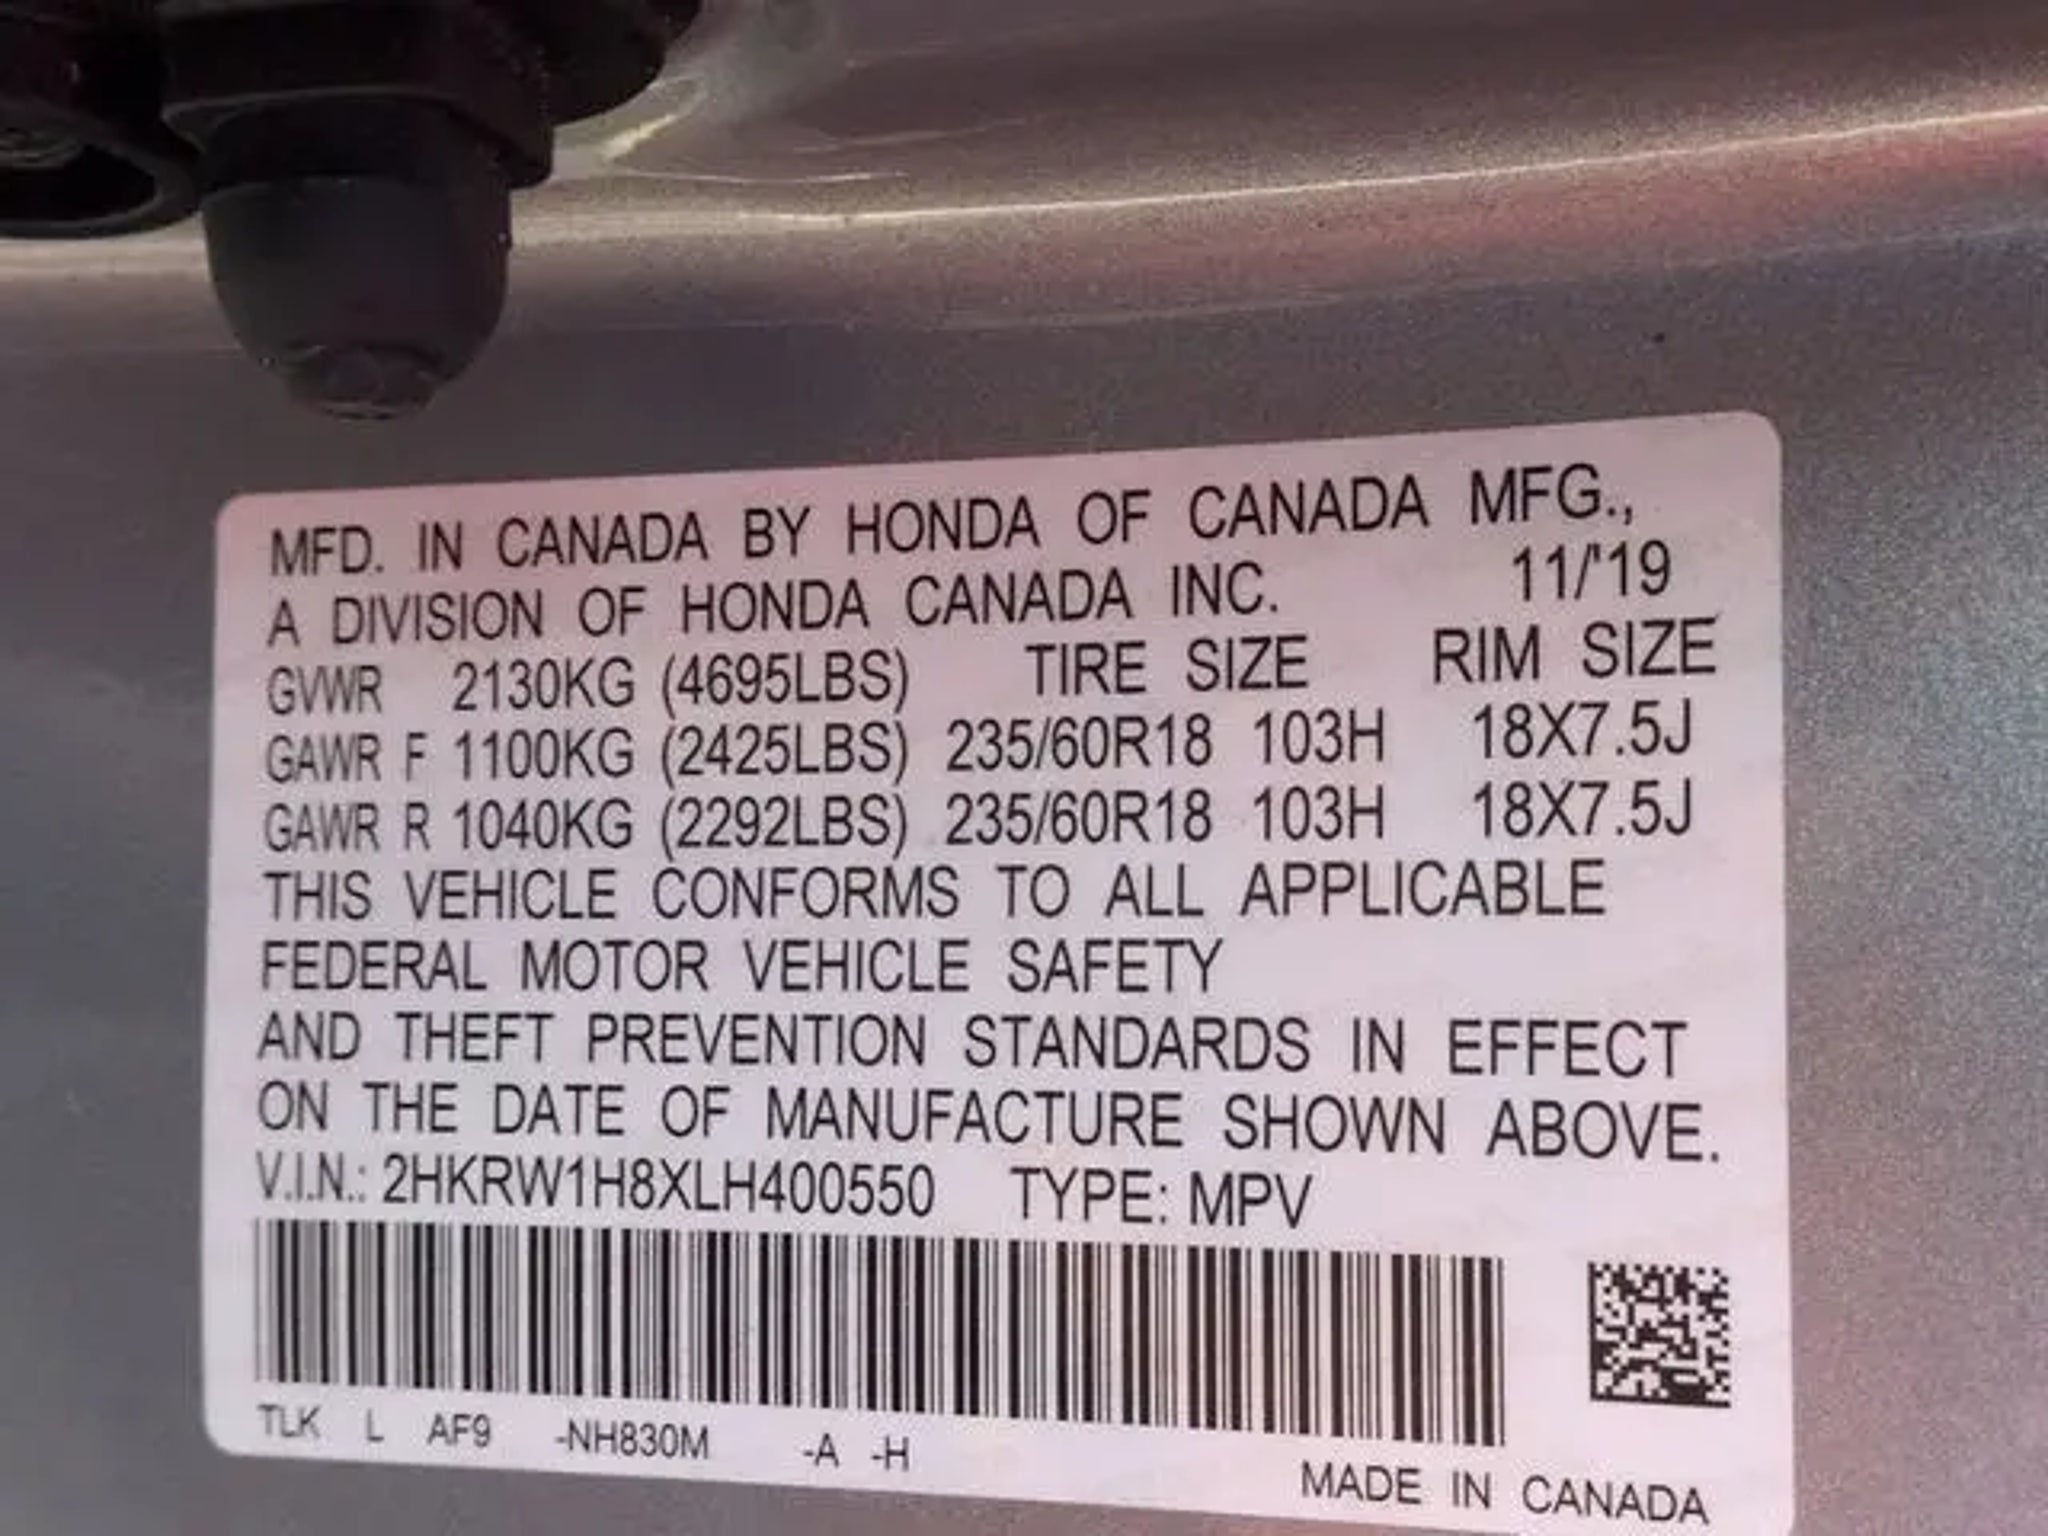 MFD. IN CANADA BY HONDA OF CANADA MFG.,
A DIVISION OF HONDA CANADA INC. 11/'19
GVWR 2130KG (4695LBS) TIRE SIZE RIM SIZE
GAWR F 1100KG (2425LBS) 235/60R18 103H 18X7.5J
GAWR R 1040KG (2292LBS) 235/60R18 103H 18X7.5J
THIS VEHICLE CONFORMS TO ALL APPLICABLE
FEDERAL MOTOR VEHICLE SAFETY
AND THEFT PREVENTION STANDARDS IN EFFECT
ON THE DATE OF MANUFACTURE SHOWN ABOVE.
V.I.N.: 2HKRW1H8XLH400550 TYPE: MPV
TLK L AF9 -NH830M -A -H
MADE IN CANADA